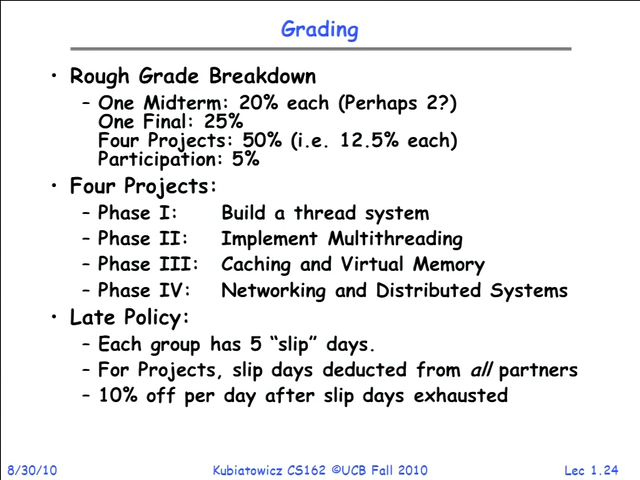 Grading
• Rough Grade Breakdown
– One Midterm: 20% each (Perhaps 2?)
One Final: 25%
Four Projects: 50% (i.e. 12.5% each)
Participation: 5%
• Four Projects:
– Phase I: Build a thread system
– Phase II: Implement Multithreading
– Phase III: Caching and Virtual Memory
– Phase IV: Networking and Distributed Systems
• Late Policy:
– Each group has 5 “slip” days.
– For Projects, slip days deducted from all partners
– 10% off per day after slip days exhausted
8/30/10 Kubiatowicz CS162 ©UCB Fall 2010 Lec 1.24